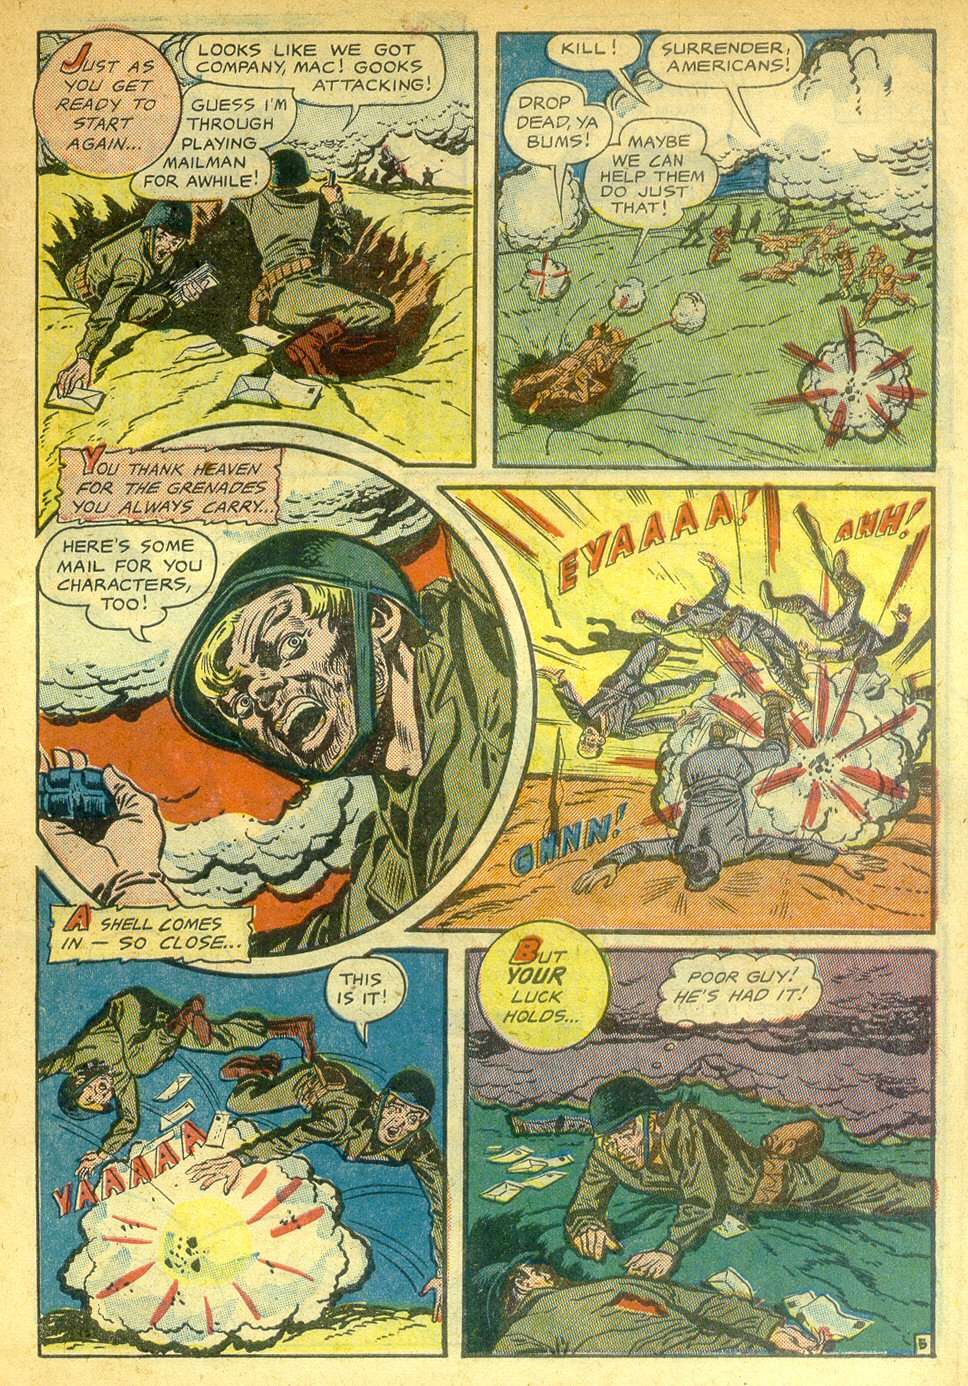 JUST AS
YOU GET
READY TO
START
AGAIN...
LOOKS LIKE WE GOT
COMPANY, MAC! GOOKS
ATTACKING!
GUESS I'M
THROUGH
PLAYING
MAILMAN
FOR AWHILE!
KILL!
SURRENDER,
AMERICANS!
DROP
DEAD, YA
BUMS!
MAYBE
WE CAN
HELP THEM
DO JUST
THAT!
YOU THANK HEAVEN
FOR THE GRENADES
YOU ALWAYS CARRY...
HERE'S SOME
MAIL FOR YOU
CHARACTERS,
TOO!
EYAAAA!
AHH!
GHNN!
A SHELL COMES
IN — SO CLOSE...
THIS
IS IT!
YAAAAA
BUT
YOUR
LUCK
HOLDS...
POOR GUY!
HE'S HAD IT!
5